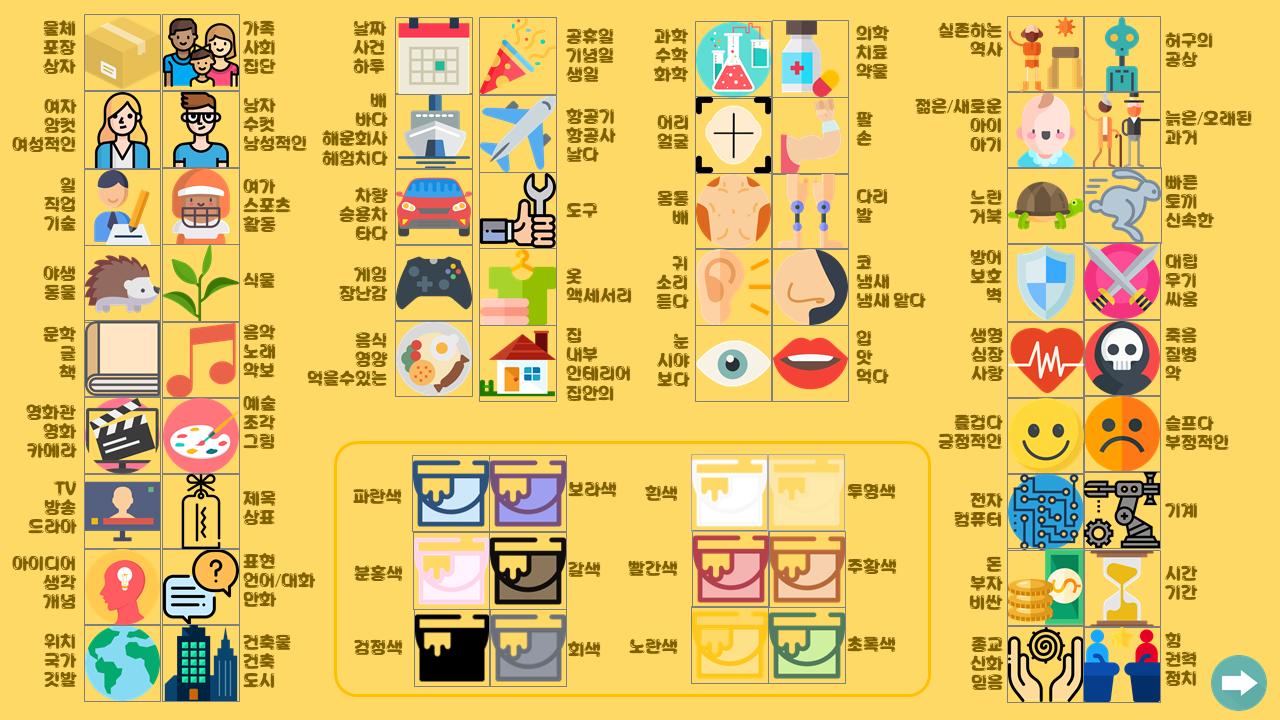 물체
포장
상자
가족
사회
집단
여자
암컷
여성적인
남자
수컷
남성적인
일
직업
기술
여가
스포츠
활동
야생
동물
식물
문학
글
책
음악
노래
악보
영화관
영화
카메라
예술
조각
그림
TV
방송
드라마
제목
상표
아이디어
생각
개념
표현
언어/대화
만화
위치
국가
깃발
건축물
건축
도시
날짜
사건
하루
공휴일
기념일
생일
배
바다
해운회사
헤엄치다
항공기
항공사
날다
차량
승용차
타다
도구
게임
장난감
옷
액세서리
음식
영양
먹을수있는
집
내부
인테리어
집안의
과학
수학
화학
의학
치료
약물
머리
얼굴
팔
손
몸통
배
다리
발
귀
소리
듣다
코
냄새
냄새 맡다
눈
시야
보다
입
맛
먹다
파란색
보라색
흰색
투명색
분홍색
갈색
빨간색
주황색
검정색
회색
노란색
초록색
실존하는
역사
허구의
공상
젊은/새로운
아이
아기
늙은/오래된
과거
느린
거북
빠른
토끼
신속한
방어
보호
벽
대립
무기
싸움
생명
심장
사랑
죽음
질병
악
즐겁다
긍정적인
슬프다
부정적인
전자
컴퓨터
기계
돈
부자
비싼
시간
기간
종교
신화
믿음
힘
권력
정치